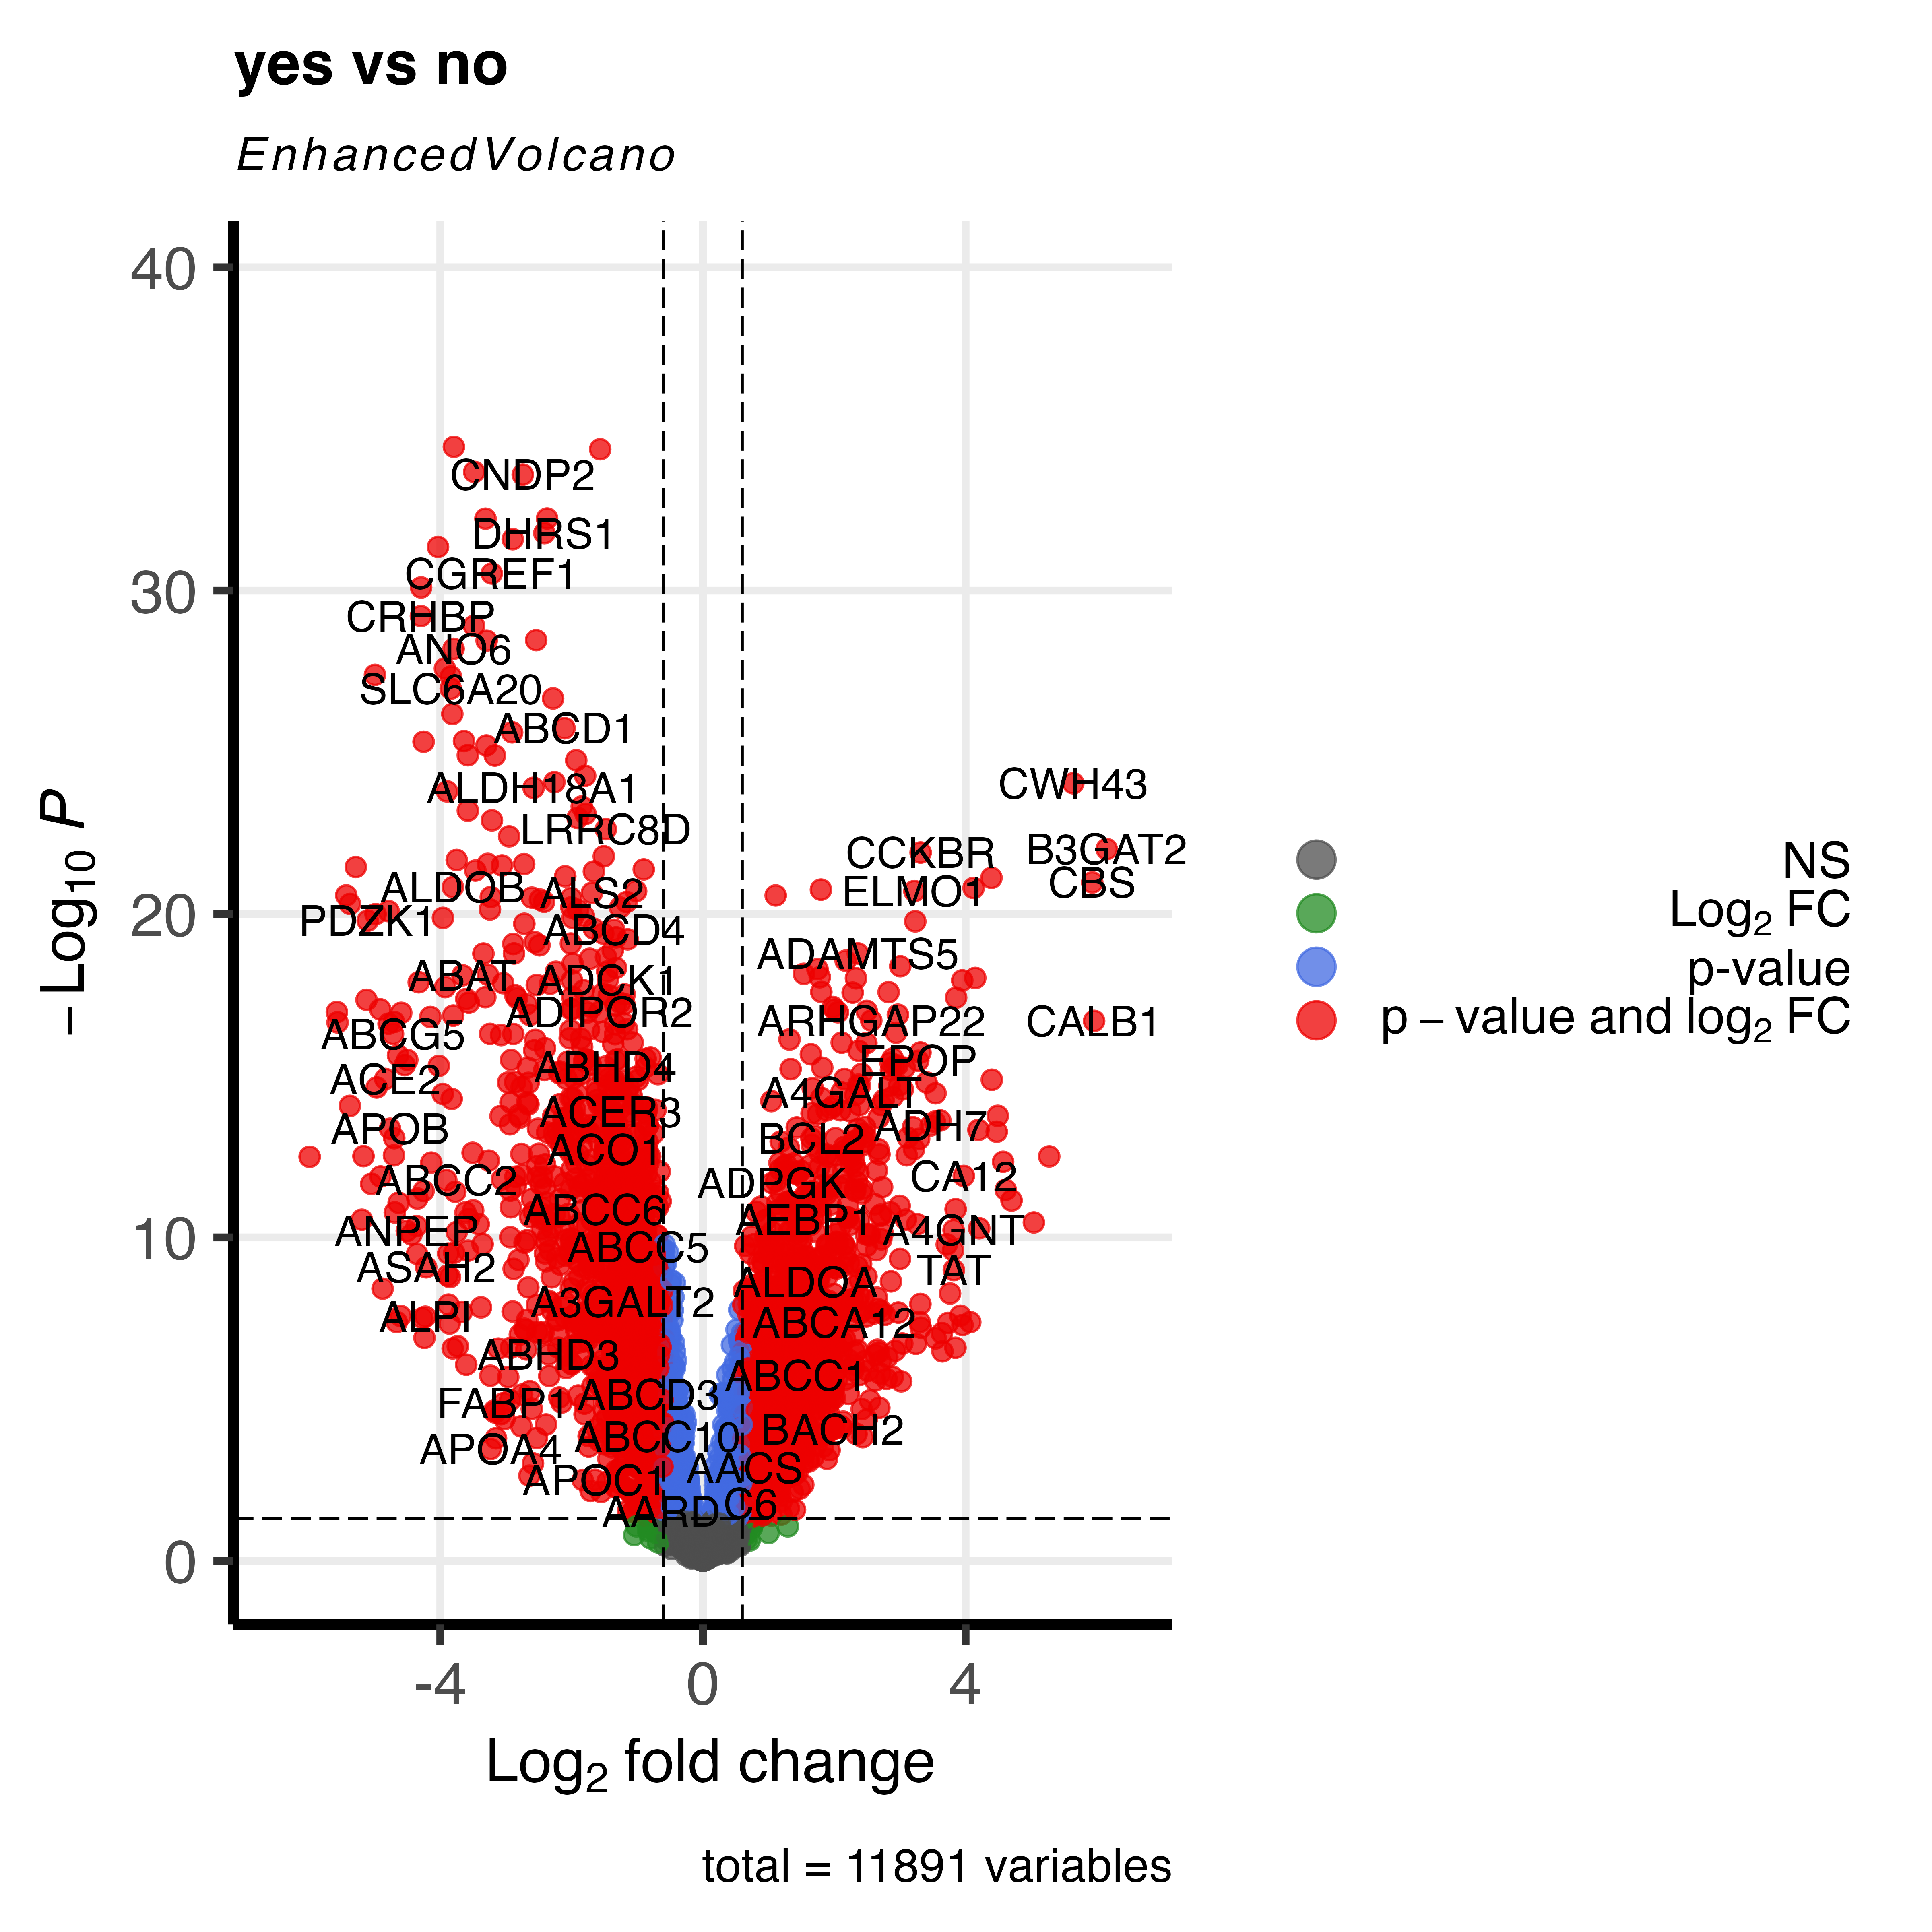 yes vs no
EnhancedVolcano
40
30
20
10
0
-4
0
4
– Log10 P
Log2 fold change
total = 11891 variables
CNDP2
DHRS1
CGREF1
CRHBP
ANO6
SLC6A20
ABCD1
ALDH18A1
CWH43
LRRC8D
CCKBR
B3GAT2
ALDOB
ALS2
ELMO1
CBS
PDZK1
ABCD4
ADAMTS5
ABAT
ADCK1
ADIPOR2
ARHGAP22
CALB1
ABCG5
ABHD4
EPOP
ACE2
A4GALT
ACER3
APOB
ADH7
BCL2
ACO1
ABCC2
ADPGK
CA12
ABCC6
AEBP1
ANPEP
A4GNT
ABCC5
ASAH2
TAT
ALDOA
A3GALT2
ALPI
ABCA12
ABHD3
ABCC1
ABCD3
FABP1
ABCC10
BACH2
APOA4
AACS
APOC1
AARD
C6
NS
Log2 FC
p-value
p – value and log2 FC